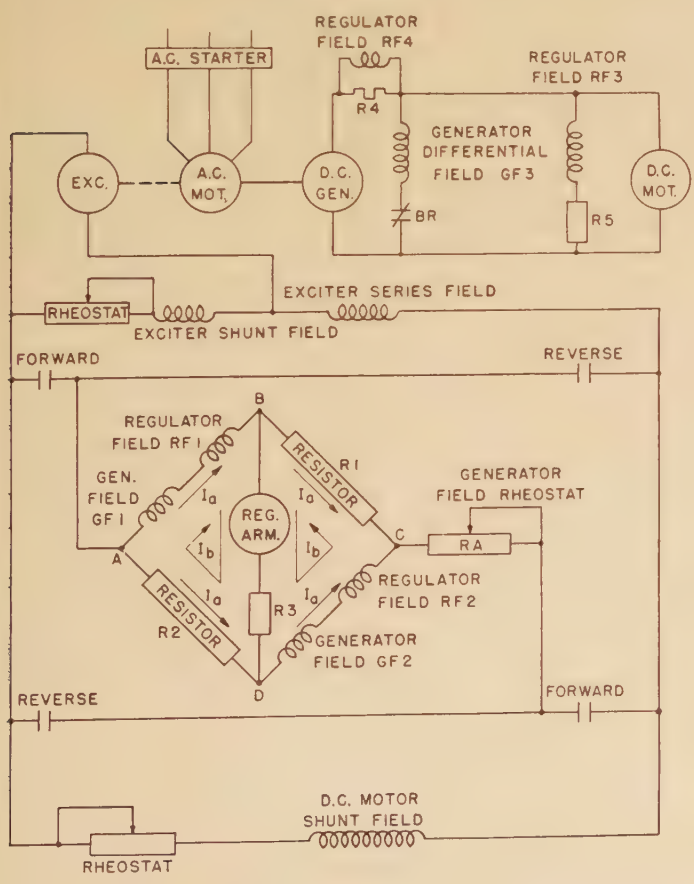 REGULATOR
FIELD RF4
A.C. STARTER
REGULATOR
FIELD RF3
R4
GENERATOR
DIFFERENTIAL
FIELD GF3
EXC.
A.C.
MOT.
D.C.
GEN.
D.C.
MOT.
BR
R5
EXCITER SERIES FIELD
RHEOSTAT
EXCITER SHUNT FIELD
FORWARD
REVERSE
B
REGULATOR
FIELD RF1
R1
RESISTOR
GEN.
FIELD
GF1
Ia
Ia
GENERATOR
FIELD RHEOSTAT
REG.
ARM.
Ib
Ib
C
RA
A
Ia
Ia
R3
REGULATOR
FIELD RF2
R2
RESISTOR
GENERATOR
FIELD GF2
D
REVERSE
FORWARD
D.C. MOTOR
SHUNT FIELD
RHEOSTAT